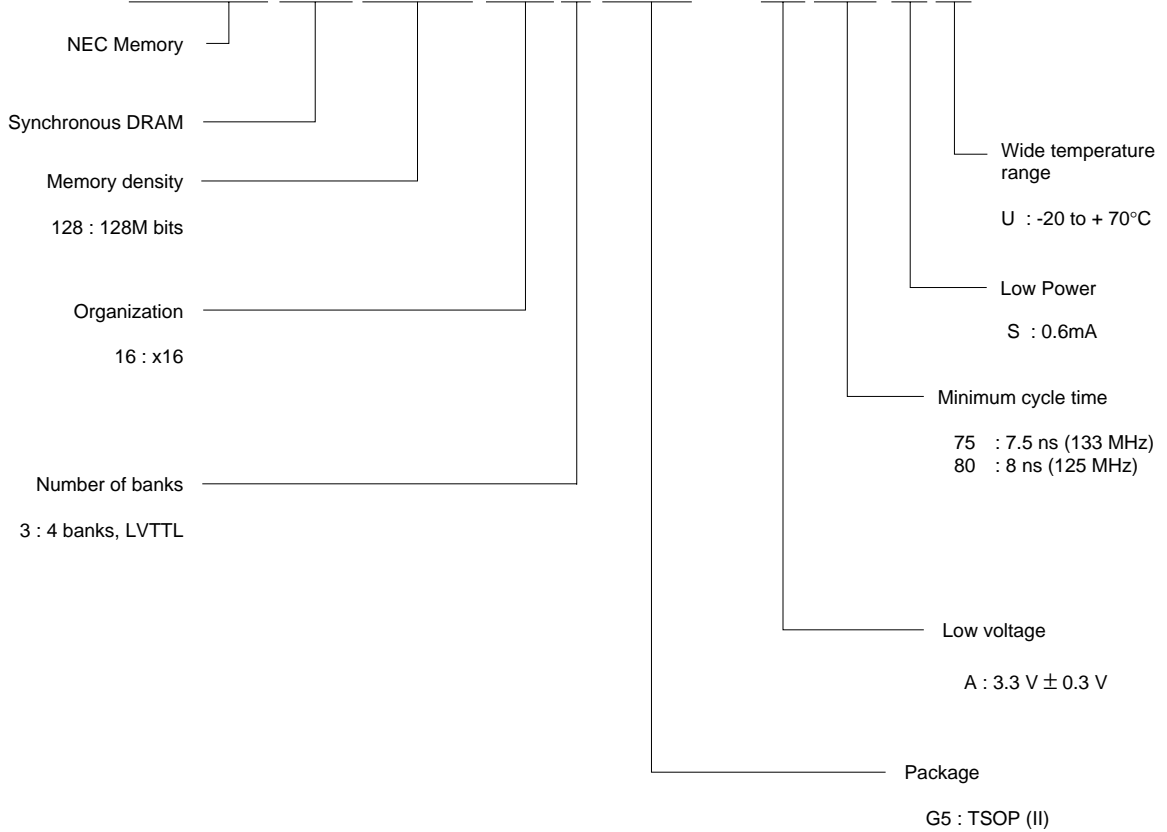 NEC Memory
Synchronous DRAM
Memory density
128 : 128M bits
Organization
16 : x16
Number of banks
3 : 4 banks, LVTTL
Wide temperature
range
U : -20 to + 70°C
Low Power
S : 0.6mA
Minimum cycle time
75 : 7.5 ns (133 MHz)
80 : 8 ns (125 MHz)
Low voltage
A : 3.3 V ± 0.3 V
Package
G5 : TSOP (II)